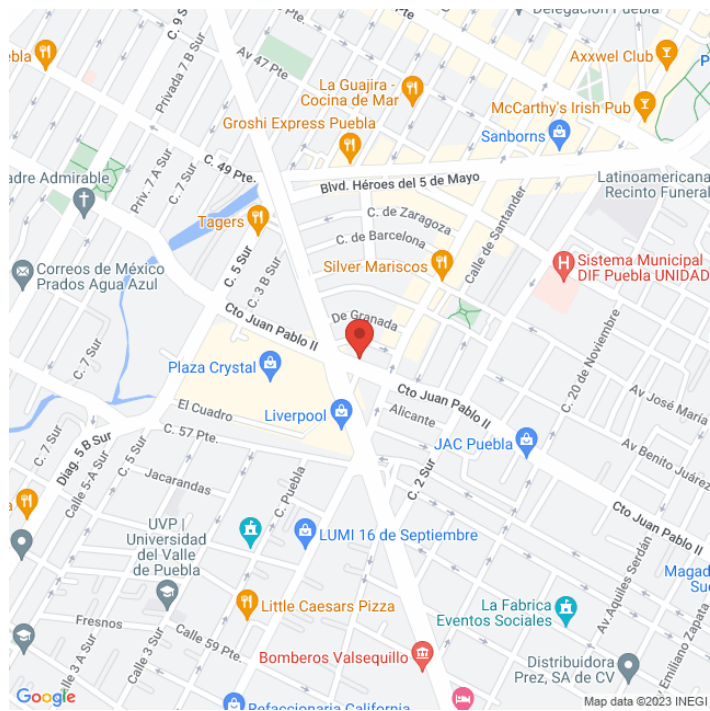 Delegación Puebla
Axxwel Club
C. 9 S
Privada 7 B Sur
Av 47 Pte
ebla
P
La Guajira -
Cocina de Mar
McCarthy's Irish Pub
Groshi Express Puebla
Sanborns
C. 49 Pte.
Blvd. Héroes del 5 de Mayo
Latinoamericana
Recinto Funeral
adre Admirable
Priv. 7 A Sur
C. 7 Sur
Tagers
C. de Zaragoza
C. de Barcelona
Calle de Santander
Silver Mariscos
Sistema Municipal
DIF Puebla UNIDAD
Correos de México
Prados Agua Azul
C. 5 Sur
C. 3 B Sur
De Granada
Cto Juan Pablo II
C. 20 de Noviembre
C. 7 Sur
Plaza Crystal
Cto Juan Pablo II
Av José María
El Cuadro
Liverpool
Alicante
C. 57 Pte.
JAC Puebla
Av Benito Juárez
C. 7 Sur
Calle 5-A Sur
Diag. 5 B Sur
C. 5 Sur
Jacarandas
C. Puebla
C. 2 Sur
Cto Juan Pablo II
a
UVP |
Universidad
del Valle
de Puebla
LUMI 16 de Septiembre
Av. Aquiles Serdán
Magad
Su
Little Caesars Pizza
La Fabrica
Eventos Sociales
Fresnos
Calle 3 A Sur
Calle 3 Sur
Calle 59 Pte.
Bomberos Valsequillo
Distribuidora
Prez, SA de CV
Emiliano Zapata
Google
Refaccionaria California
Map data ©2023 INEGI